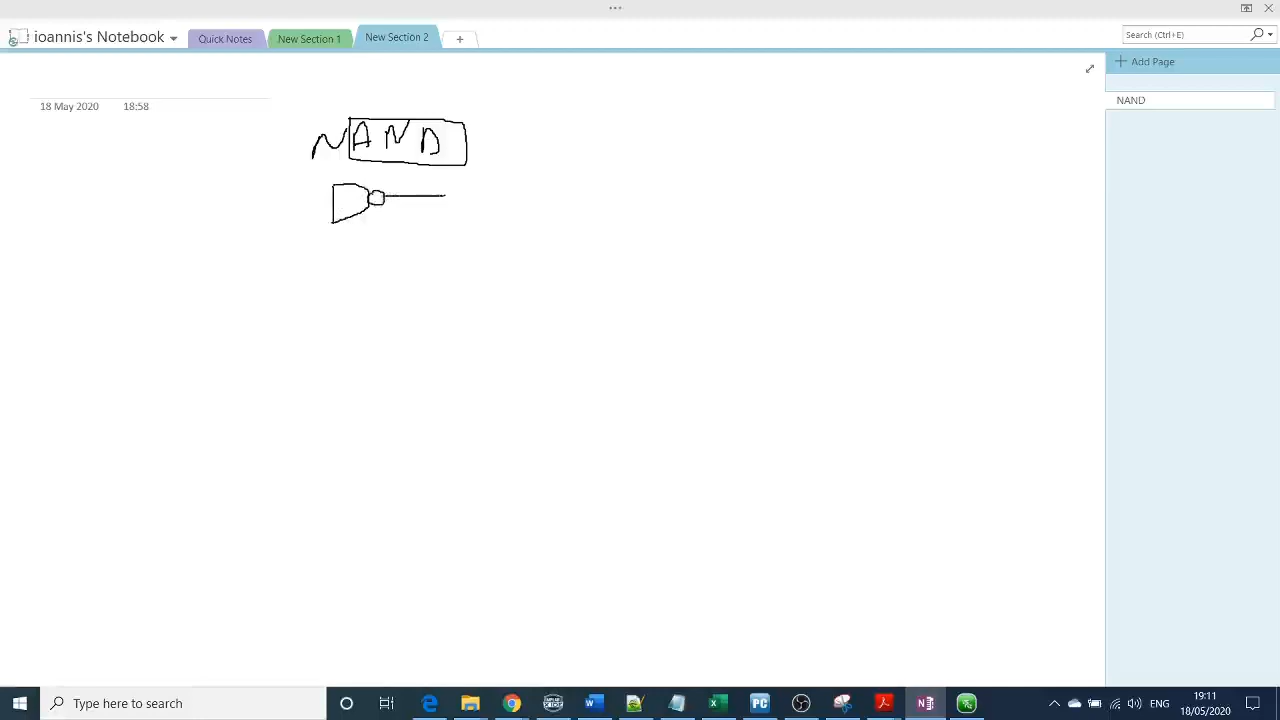 ioannis's Notebook
Quick Notes
New Section 1
New Section 2
+
Search (Ctrl+E)
Add Page
NAND
18 May 2020 18:58
NAND
Type here to search
PC
ENG
19:11
18/05/2020